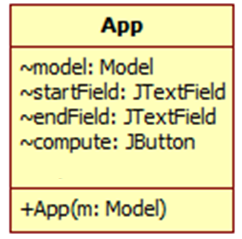 App
~model: Model
~startField: JTextField
~endField: JTextField
~compute: JButton
+App(m: Model)